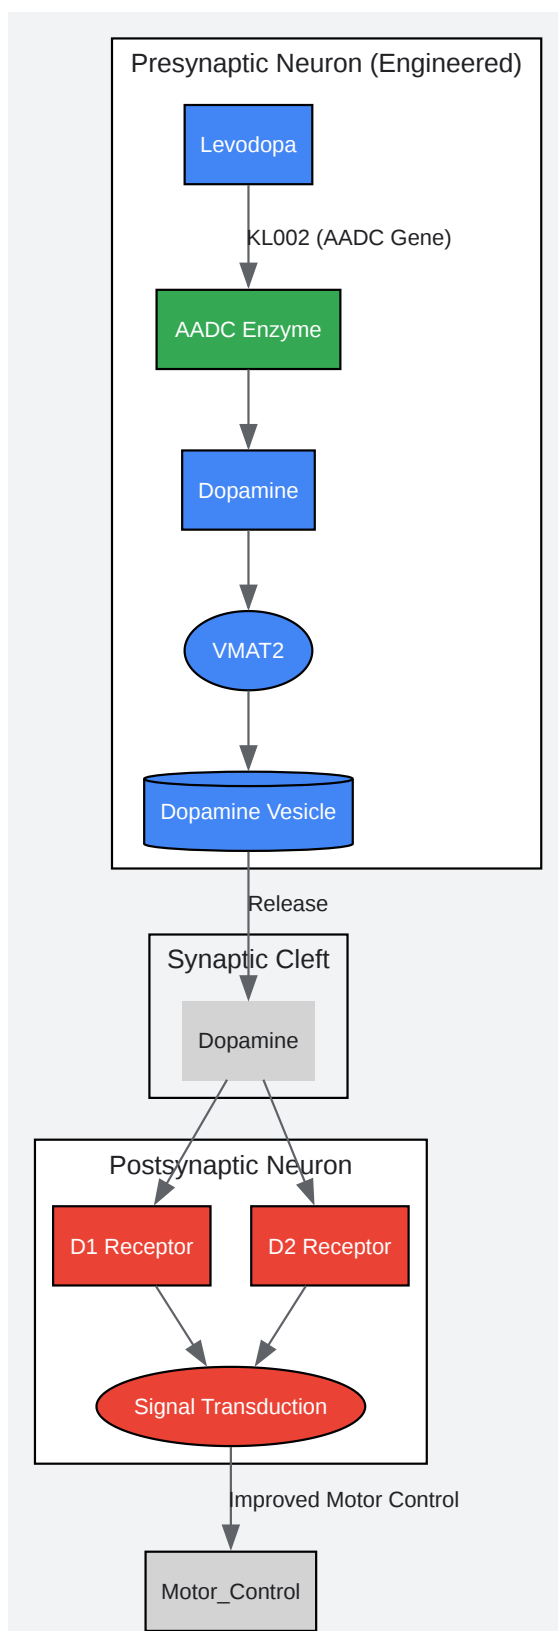 Presynaptic Neuron (Engineered)
Levodopa
KL002 (AADC Gene)
AADC Enzyme
Dopamine
VMAT2
Dopamine Vesicle
Release
Synaptic Cleft
Dopamine
Postsynaptic Neuron
D1 Receptor
D2 Receptor
Signal Transduction
Improved Motor Control
Motor_Control